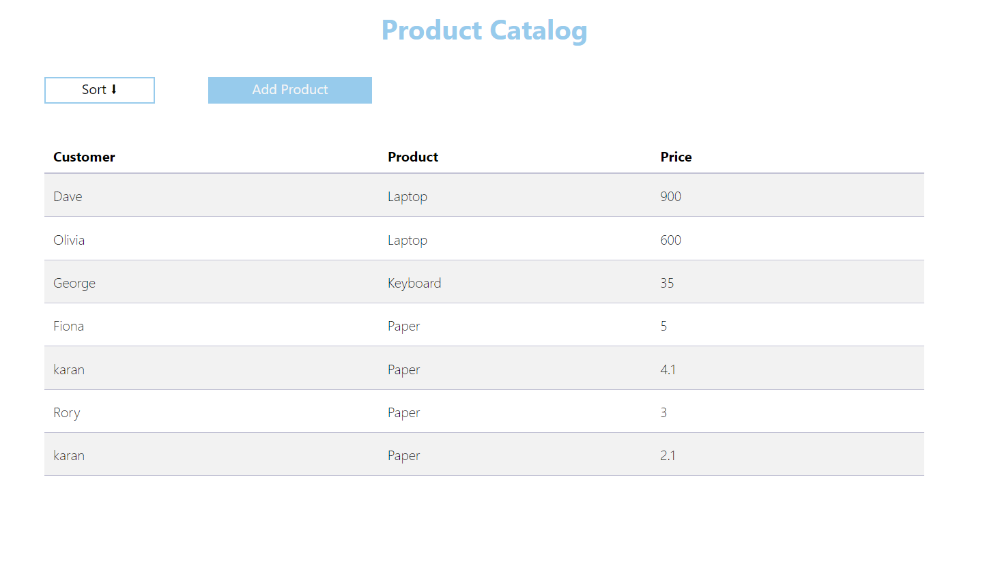 Product Catalog
Sort ⬇ Add Product
Customer Product Price
Dave Laptop 900
Olivia Laptop 600
George Keyboard 35
Fiona Paper 5
karan Paper 4.1
Rory Paper 3
karan Paper 2.1